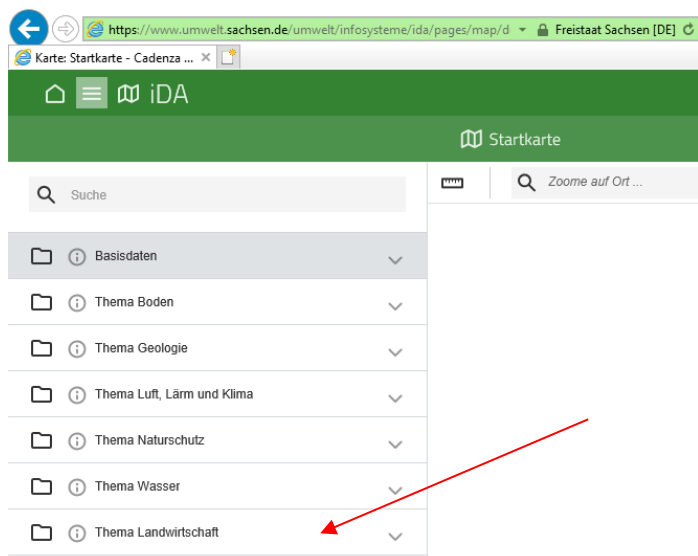 https://www.umwelt.sachsen.de/umwelt/infosysteme/ida/pages/map/d
Freistaat Sachsen [DE]
Karte: Startkarte - Cadenza ...
iDA
Startkarte
Suche
Zoome auf Ort ...
Basisdaten
Thema Boden
Thema Geologie
Thema Luft, Lärm und Klima
Thema Naturschutz
Thema Wasser
Thema Landwirtschaft